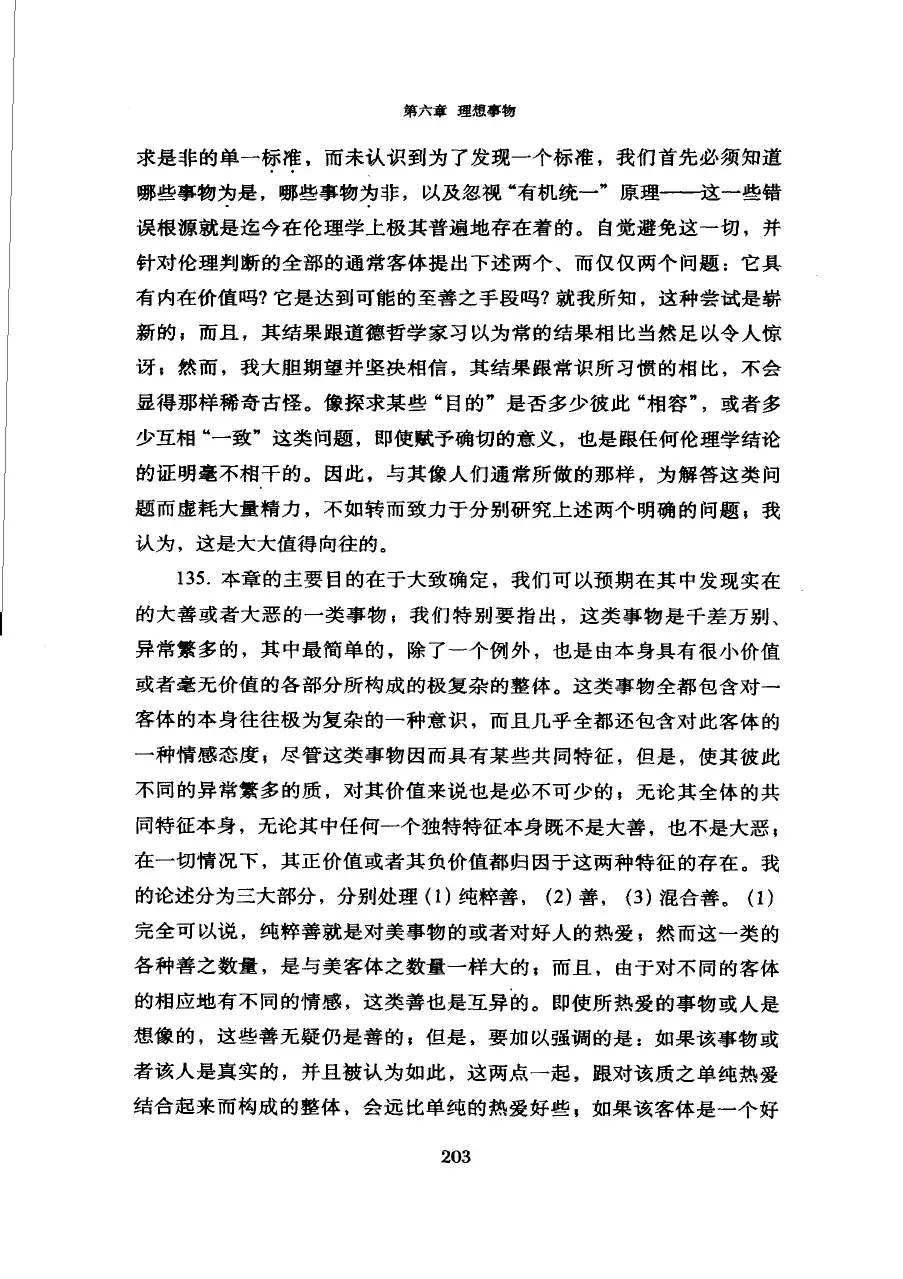 第六章 理想事物
求是非的单一标准，而未认识到为了发现一个标准，我们首先必须知道
哪些事物为是，哪些事物为非，以及忽视“有机统一”原理——这一些错
误根源就是迄今在伦理学上极其普遍地存在着的。自觉避免这一切，并
针对伦理判断的全部的通常客体提出下述两个、而仅仅两个问题：它具
有内在价值吗？它是达到可能的至善之手段吗？就我所知，这种尝试是崭
新的；而且，其结果跟道德哲学家习以为常的结果相比当然足以令人惊
讶；然而，我大胆期望并坚决相信，其结果跟常识所习惯的相比，不会
显得那样稀奇古怪。像探求某些“目的”是否多少彼此“相容”，或者多
少互相“一致”这类问题，即使赋予确切的意义，也是跟任何伦理学结论
的证明毫不相干的。因此，与其像人们通常所做的那样，为解答这类问
题而虚耗大量精力，不如转而致力于分别研究上述两个明确的问题；我
认为，这是大大值得向往的。
135. 本章的主要目的在于大致确定，我们可以预期在其中发现实在
的大善或者大恶的一类事物；我们特别要指出，这类事物是千差万别、
异常繁多的，其中最简单的，除了一个例外，也是由本身具有很小价值
或者毫无价值的各部分所构成的极复杂的整体。这类事物全都包含对一
客体的本身往往极为复杂的一种意识，而且几乎全都还包含对此客体的
一种情感态度；尽管这类事物因而具有某些共同特征，但是，使其彼此
不同的异常繁多的质，对其价值来说也是必不可少的；无论其全体的共
同特征本身，无论其中任何一个独特特征本身既不是大善，也不是大恶；
在一切情况下，其正价值或者其负价值都归因于这两种特征的存在。我
的论述分为三大部分，分别处理（1）纯粹善，（2）善，（3）混合善。（1）
完全可以说，纯粹善就是对美事物的或者对好人的热爱；然而这一类的
各种善之数量，是与美客体之数量一样大的；而且，由于对不同的客体
的相应地有不同的情感，这类善也是互异的。即使所热爱的事物或人是
想像的，这些善无疑仍是善的；但是，要加以强调的是：如果该事物或
者该人是真实的，并且被认为如此，这两点一起，跟对该质之单纯热爱
结合起来而构成的整体，会远比单纯的热爱好些；如果该客体是一个好
203